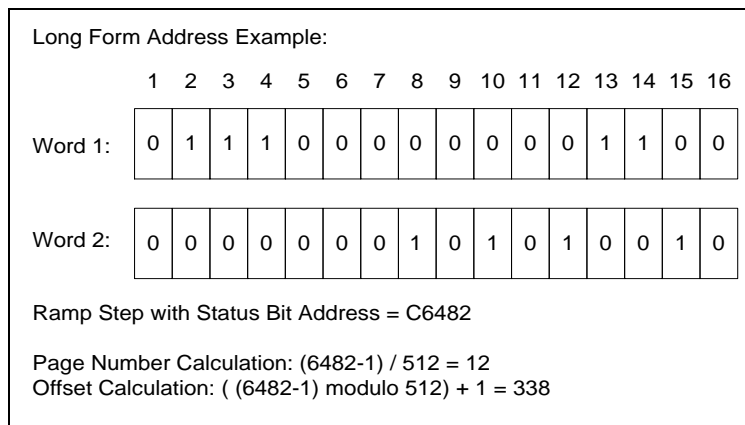 Long Form Address Example:
1 2 3 4 5 6 7 8 9 10 11 12 13 14 15 16
Word 1: 0 1 1 1 0 0 0 0 0 0 0 0 1 1 0 0
Word 2: 0 0 0 0 0 0 0 1 0 1 0 1 0 0 1 0
Ramp Step with Status Bit Address = C6482
Page Number Calculation: (6482-1) / 512 = 12
Offset Calculation: ( (6482-1) modulo 512) + 1 = 338